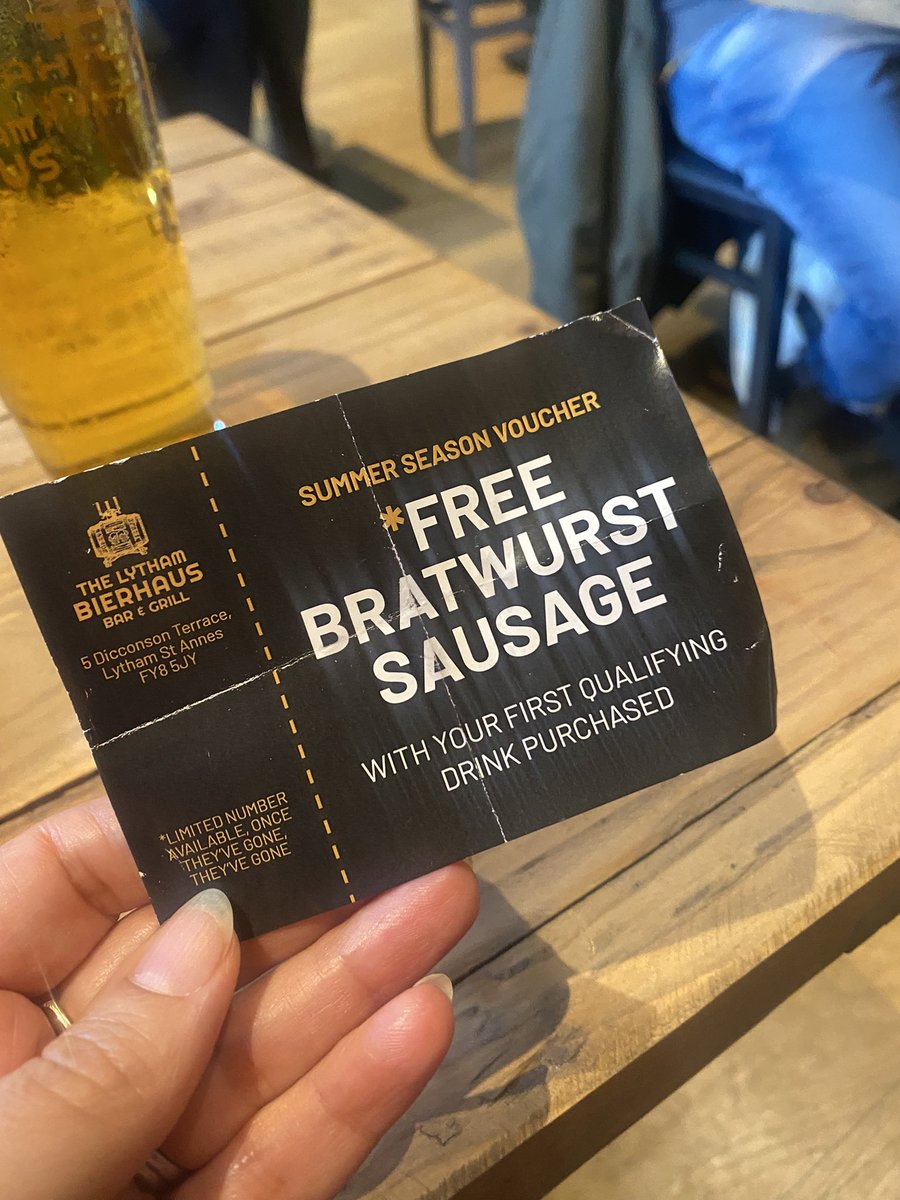 THE LYTHAM
BIERHAUS
BAR & GRILL
5 Dicconson Terrace,
Lytham St Annes
FY8 5JY
*LIMITED NUMBER
AVAILABLE, ONCE
THEY'VE GONE,
THEY'VE GONE
SUMMER SEASON VOUCHER
*FREE
BRATWURST
SAUSAGE
WITH YOUR FIRST QUALIFYING
DRINK PURCHASED